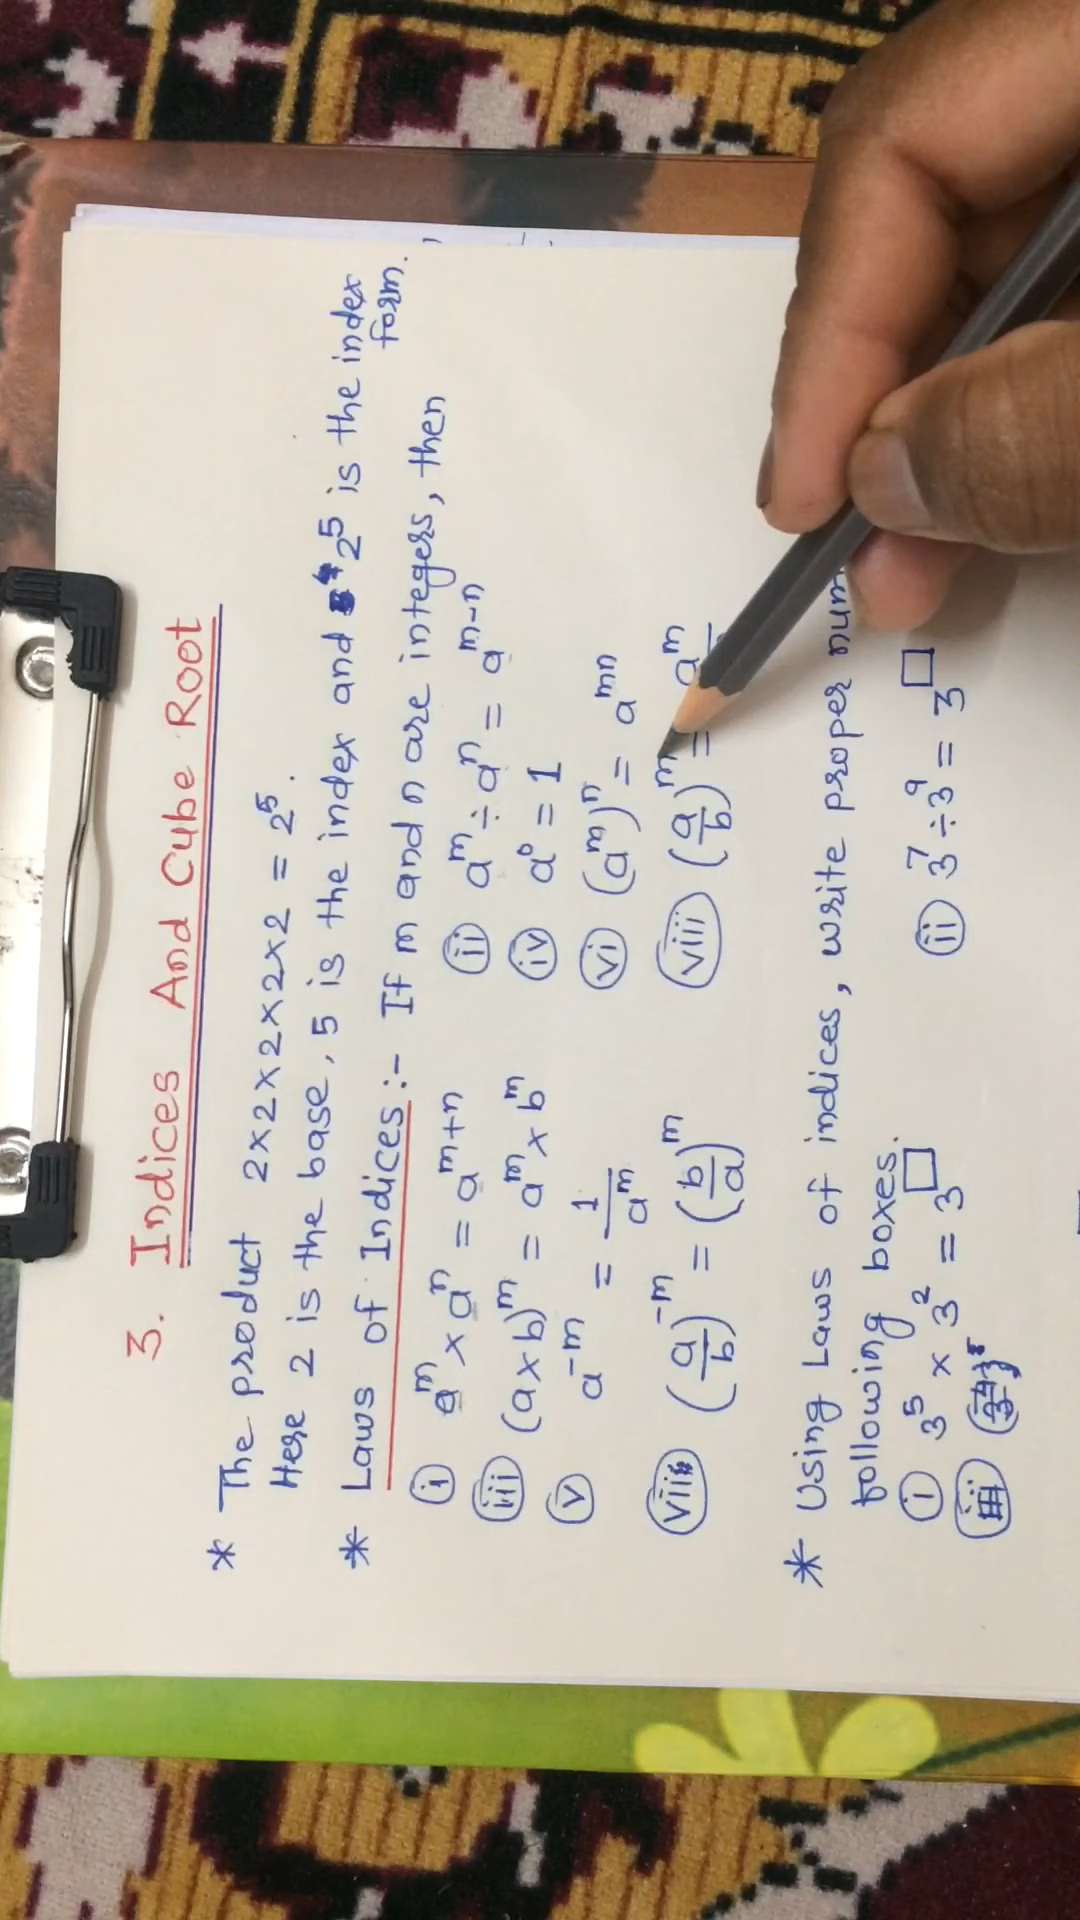 3. Indices And Cube Root
* The product 2×2×2×2×2 = 2⁵.
Here 2 is the base, 5 is the index and 2⁵ is the index
form.
* Laws of Indices:- If m and n are integers, then
(i) aᵐ × aⁿ = aᵐ⁺ⁿ (ii) aᵐ ÷ aⁿ = aᵐ⁻ⁿ
(iii) (a×b)ᵐ = aᵐ × bᵐ (iv) a⁰ = 1
(v) a⁻ᵐ = 1/aᵐ (vi) (aᵐ)ⁿ = aᵐⁿ
(vii) (a/b)⁻ᵐ = (b/a)ᵐ (viii) (a/b)ᵐ = aᵐ
* Using Laws of indices, write proper
following boxes.
(i) 3⁵ × 3² = 3^□ (ii) 3⁷ ÷ 3⁹ = 3^□